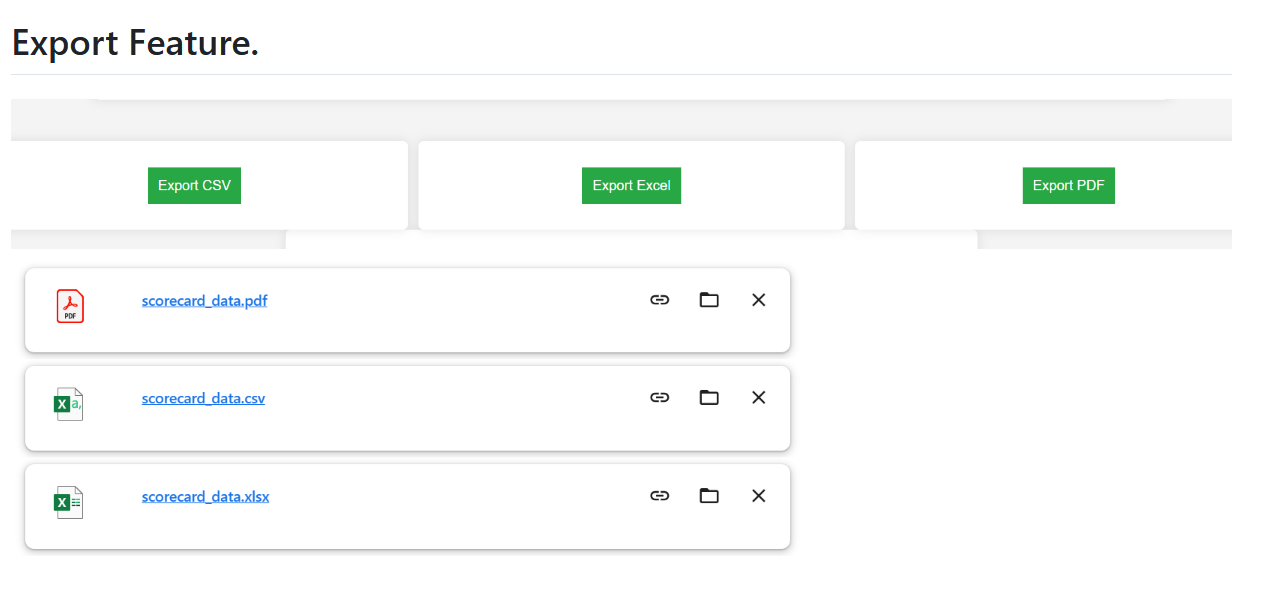 Export Feature.
Export CSV
Export Excel
Export PDF
PDF
scorecard_data.pdf
X a,
scorecard_data.csv
X
scorecard_data.xlsx